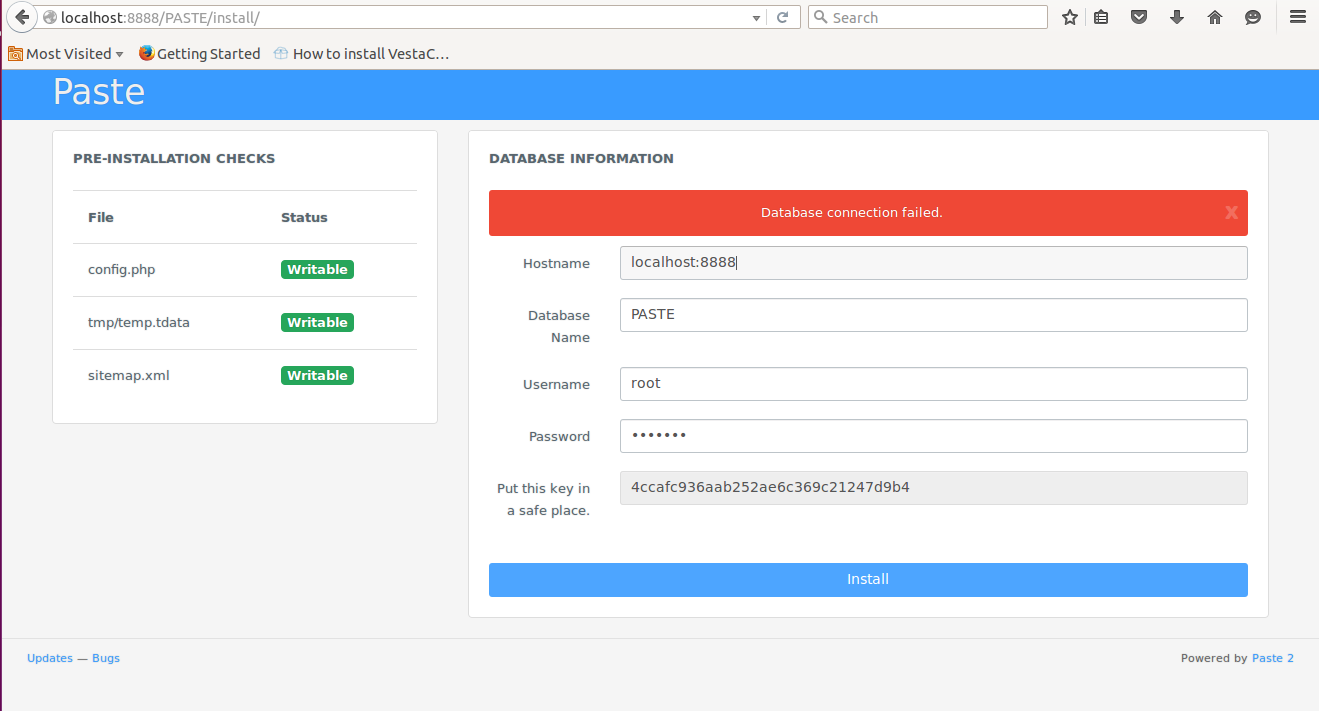 localhost:8888/PASTE/install/
Search
Most Visited
Getting Started
How to install VestaC...
Paste
PRE-INSTALLATION CHECKS
File Status
config.php Writable
tmp/temp.tdata Writable
sitemap.xml Writable
DATABASE INFORMATION
Database connection failed. X
Hostname localhost:8888
Database Name PASTE
Username root
Password •••••••
Put this key in a safe place. 4ccafc936aab252ae6c369c21247d9b4
Install
Updates — Bugs
Powered by Paste 2